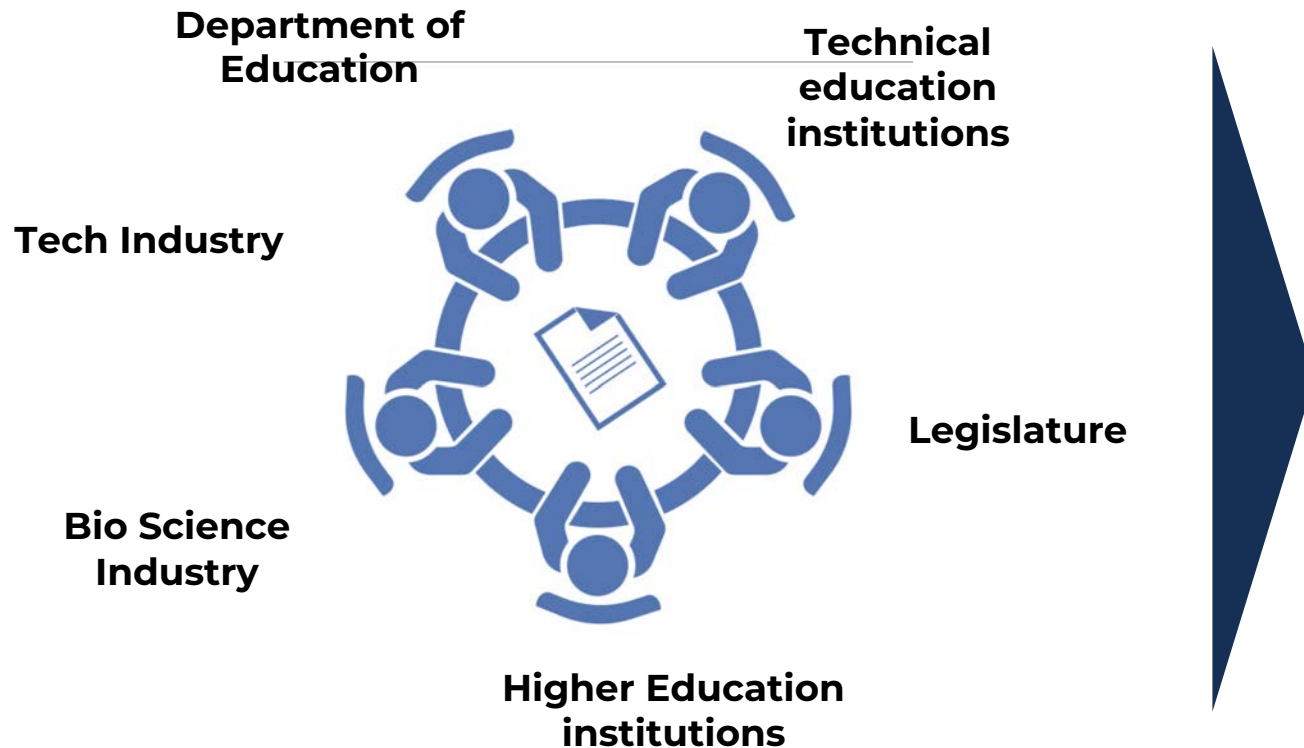 Department of
Education
Technical
education
institutions
Tech Industry
Legislature
Bio Science
Industry
Higher Education
institutions